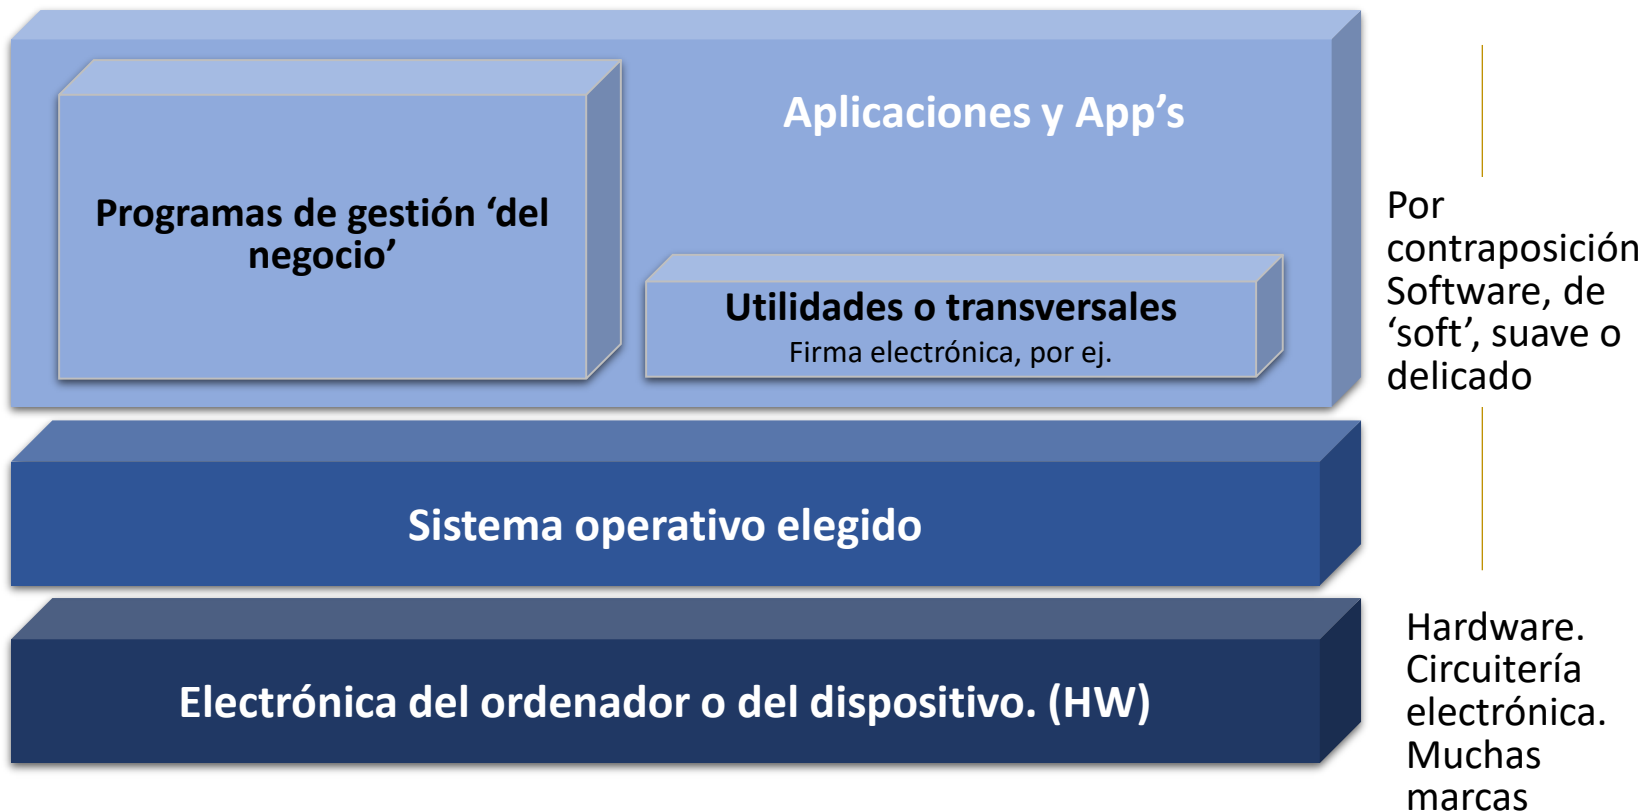 Aplicaciones y App’s
Programas de gestión ‘del
negocio’
Utilidades o transversales
Firma electrónica, por ej.
Por
contraposición
Software, de
‘soft’, suave o
delicado
Sistema operativo elegido
Electrónica del ordenador o del dispositivo. (HW)
Hardware.
Circuitería
electrónica.
Muchas
marcas